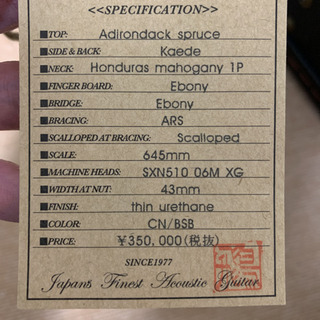 <<SPECIFICATION>>
■TOP: Adirondack spruce
■SIDE & BACK: Kaede
■NECK: Honduras mahogany 1P
■FINGER BOARD: Ebony
■BRIDGE: Ebony
■BRACING: ARS
■SCALLOPED AT BRACING: Scalloped
■SCALE: 645mm
■MACHINE HEADS: SXN510 06M XG
■WIDTH AT NUT: 43mm
■FINISH: thin urethane
■COLOR: CN/BSB
■PRICE: ¥350,000(税抜)
SINCE1977
Japans Finest Acoustic Guitar